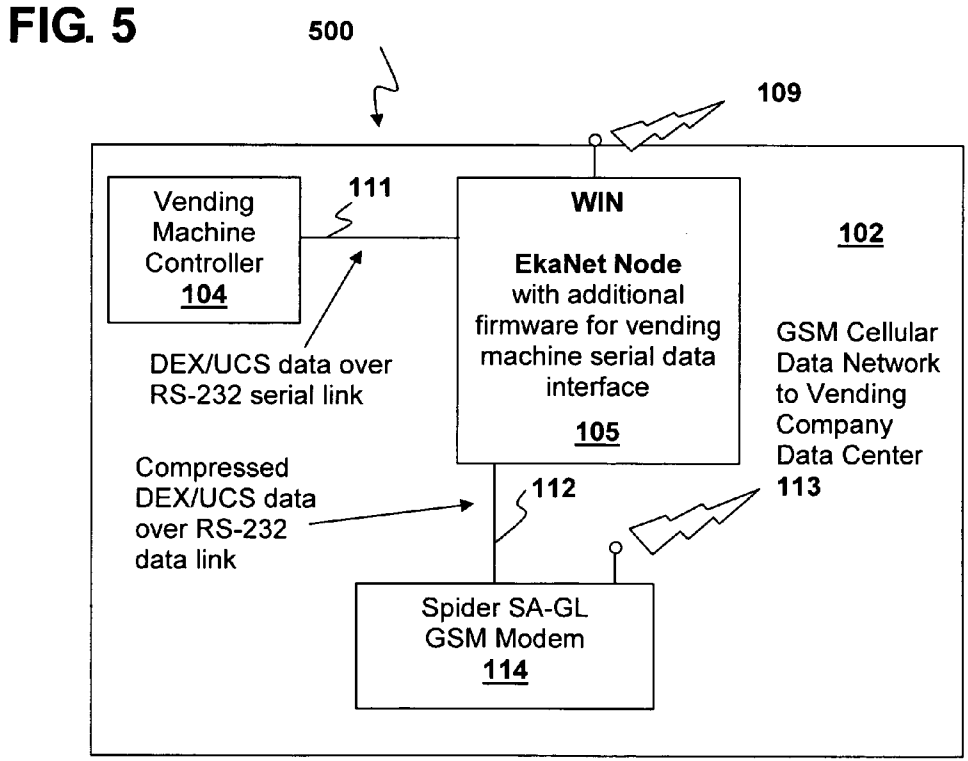 FIG. 5
500
109
Vending
Machine
Controller
104
111
WIN
EkaNet Node
with additional
firmware for vending
machine serial data
interface
105
102
DEX/UCS data over
RS-232 serial link
GSM Cellular
Data Network
to Vending
Company
Data Center
113
Compressed
DEX/UCS data
over RS-232
data link
112
Spider SA-GL
GSM Modem
114